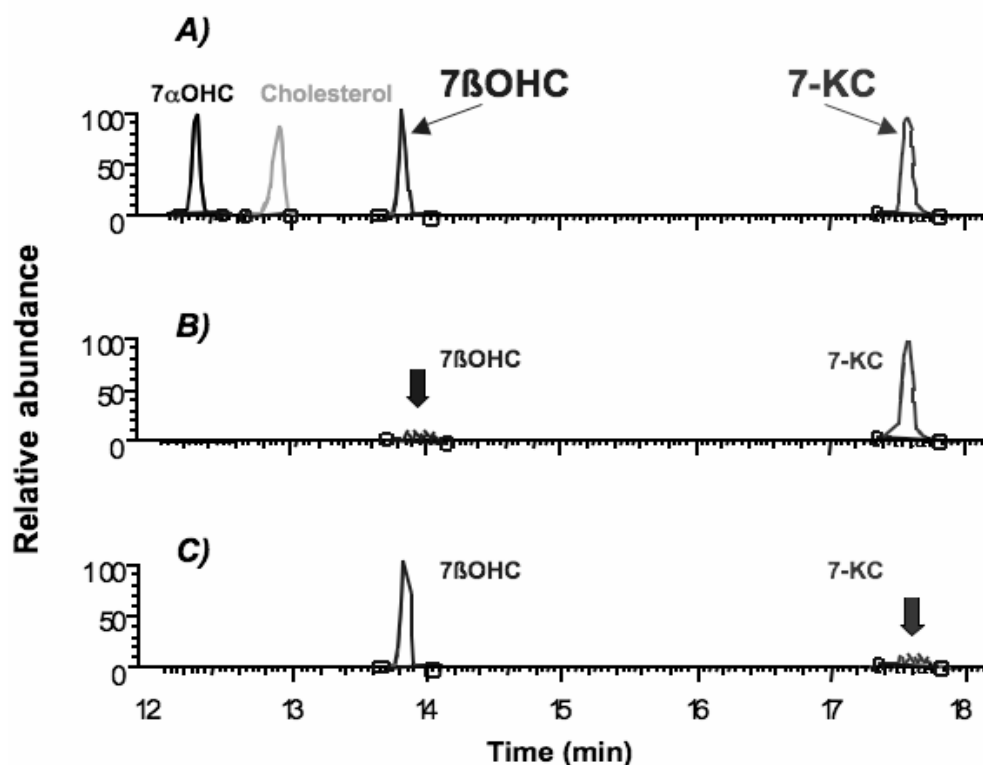 A)
7αOHC Cholesterol 7ßOHC 7-KC
100
50
0
Relative abundance
B)
7ßOHC 7-KC
100
50
0
C)
7ßOHC 7-KC
100
50
0
12 13 14 15 16 17 18
Time (min)